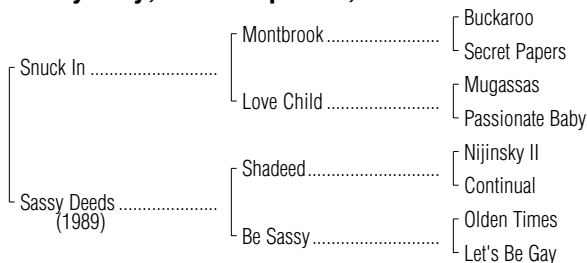 Buckaroo
Montbrook ............................
Secret Papers
Snuck In ................................
Mugassas
Love Child ............................
Passionate Baby
Nijinsky II
Shadeed.................................
Continual
Sassy Deeds .........................
(1989)
Olden Times
Be Sassy................................
Let's Be Gay